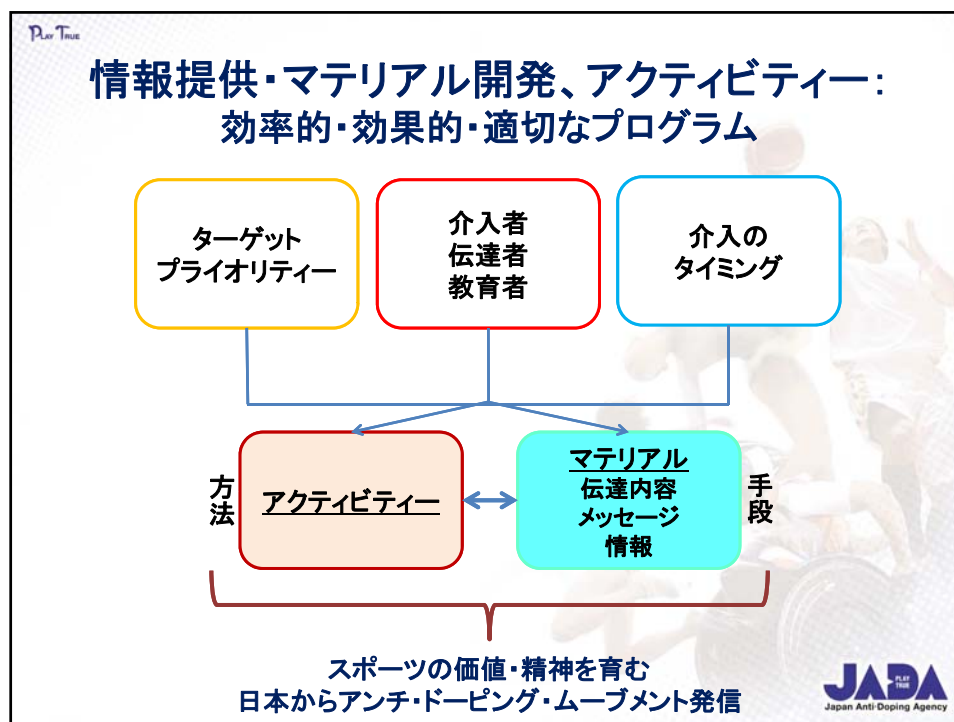 PLAY TRUE
情報提供・マテリアル開発、アクティビティー：
効率的・効果的・適切なプログラム
ターゲット
プライオリティー
介入者
伝達者
教育者
介入の
タイミング
方法
アクティビティー
マテリアル
伝達内容
メッセージ
情報
手段
スポーツの価値・精神を育む
日本からアンチ・ドーピング・ムーブメント発信
JADA
PLAY
TRUE
Japan Anti-Doping Agency